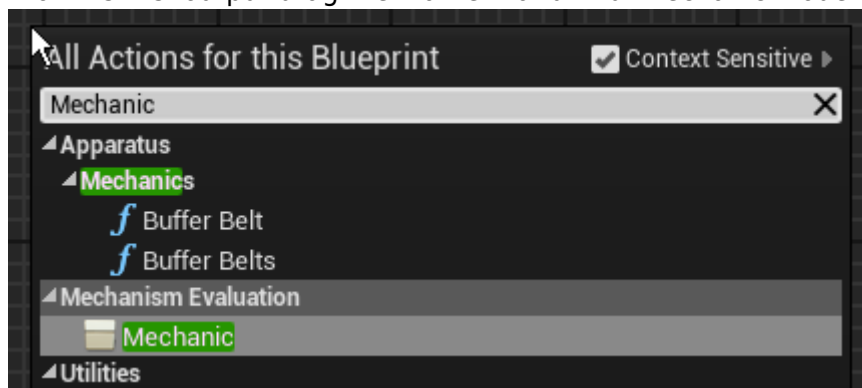 All Actions for this Blueprint Context Sensitive
Mechanic
Apparatus
Mechanics
f Buffer Belt
f Buffer Belts
Mechanism Evaluation
Mechanic
Utilities